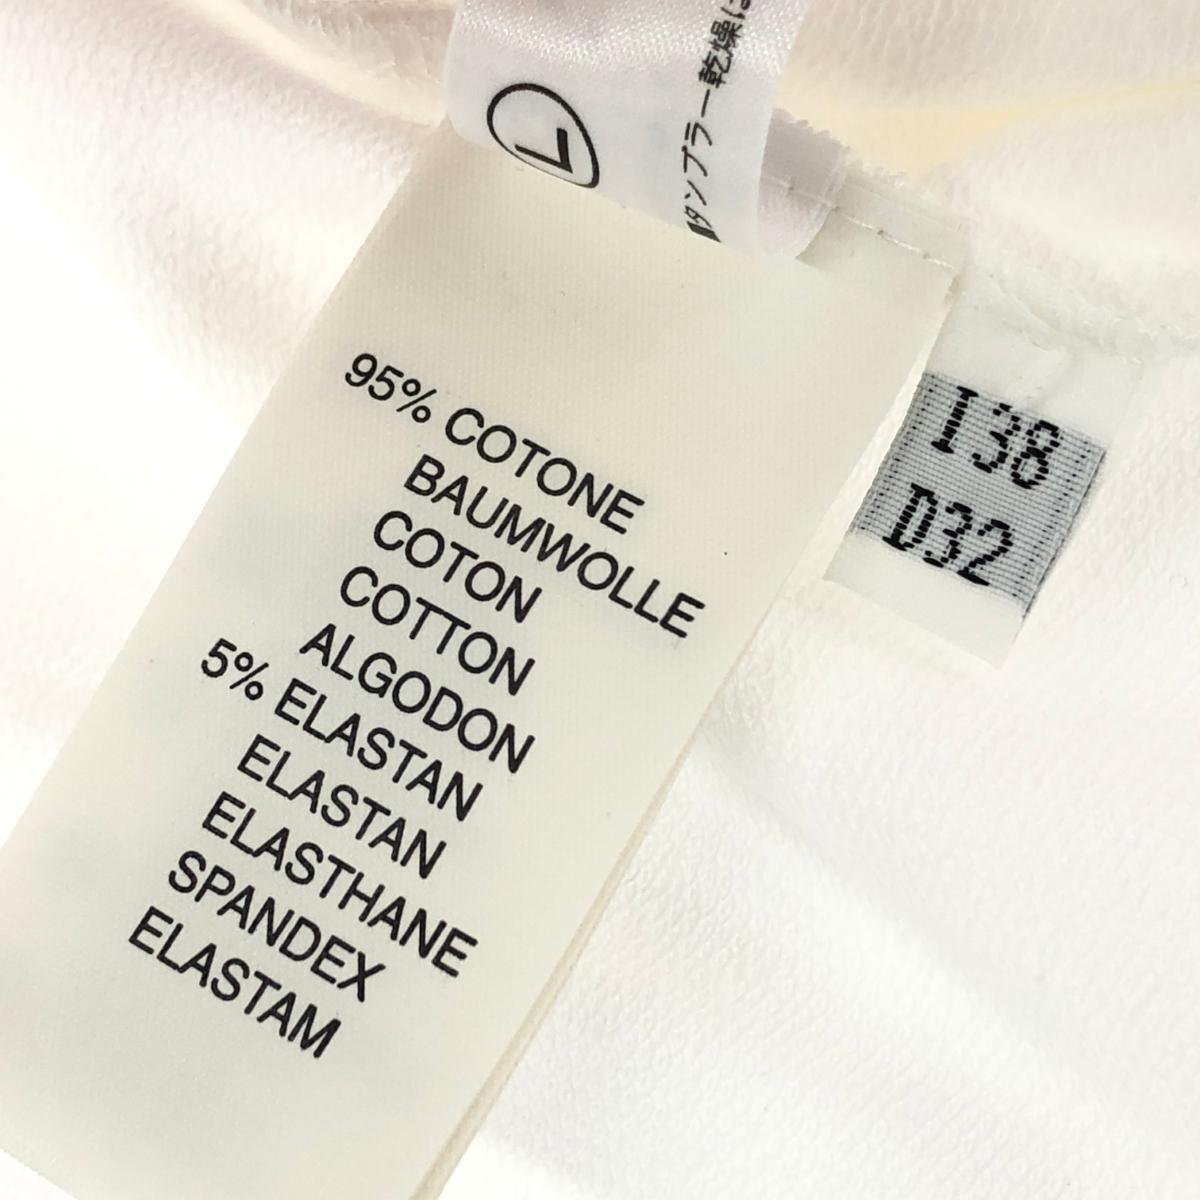 L
タンブラー乾燥は
95% COTONE
BAUMWOLLE
COTON
COTTON
ALGODON
5% ELASTAN
ELASTAN
ELASTHANE
SPANDEX
ELASTAM
I38
D32